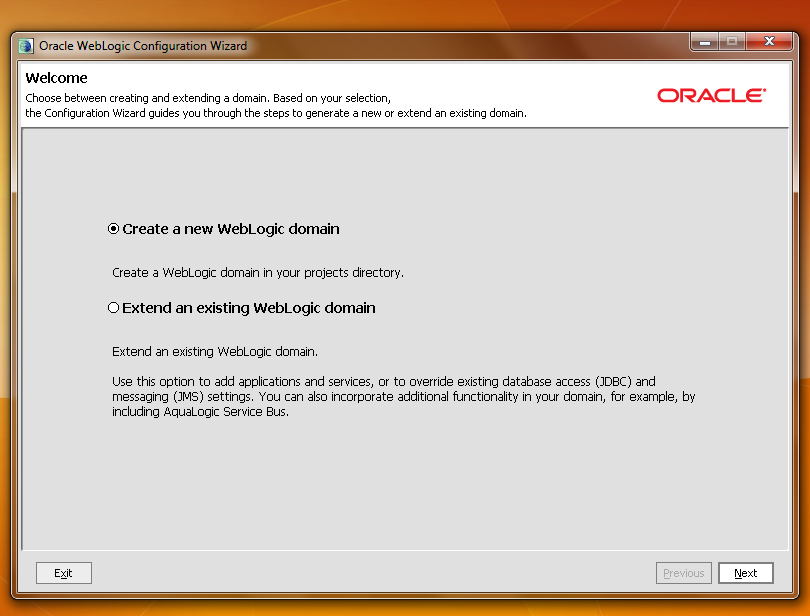 Oracle WebLogic Configuration Wizard
Welcome
Choose between creating and extending a domain. Based on your selection,
the Configuration Wizard guides you through the steps to generate a new or extend an existing domain.
ORACLE
Create a new WebLogic domain
Create a WebLogic domain in your projects directory.
Extend an existing WebLogic domain
Extend an existing WebLogic domain.
Use this option to add applications and services, or to override existing database access (JDBC) and
messaging (JMS) settings. You can also incorporate additional functionality in your domain, for example, by
including AquaLogic Service Bus.
Exit
Previous
Next